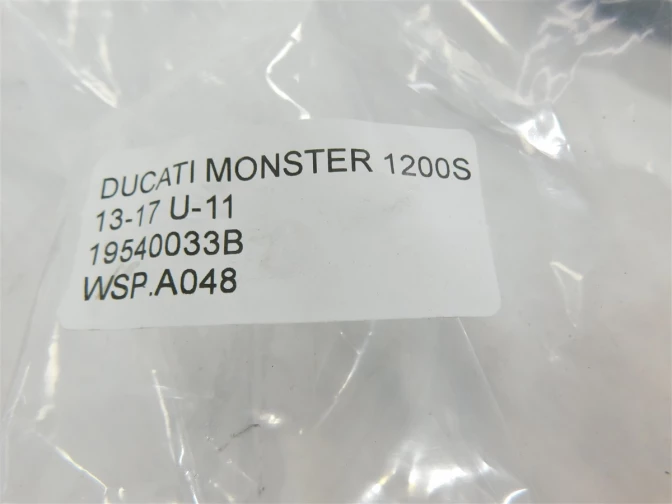 DUCATI MONSTER 1200S
13-17 U-11
19540033B
WSP.A048